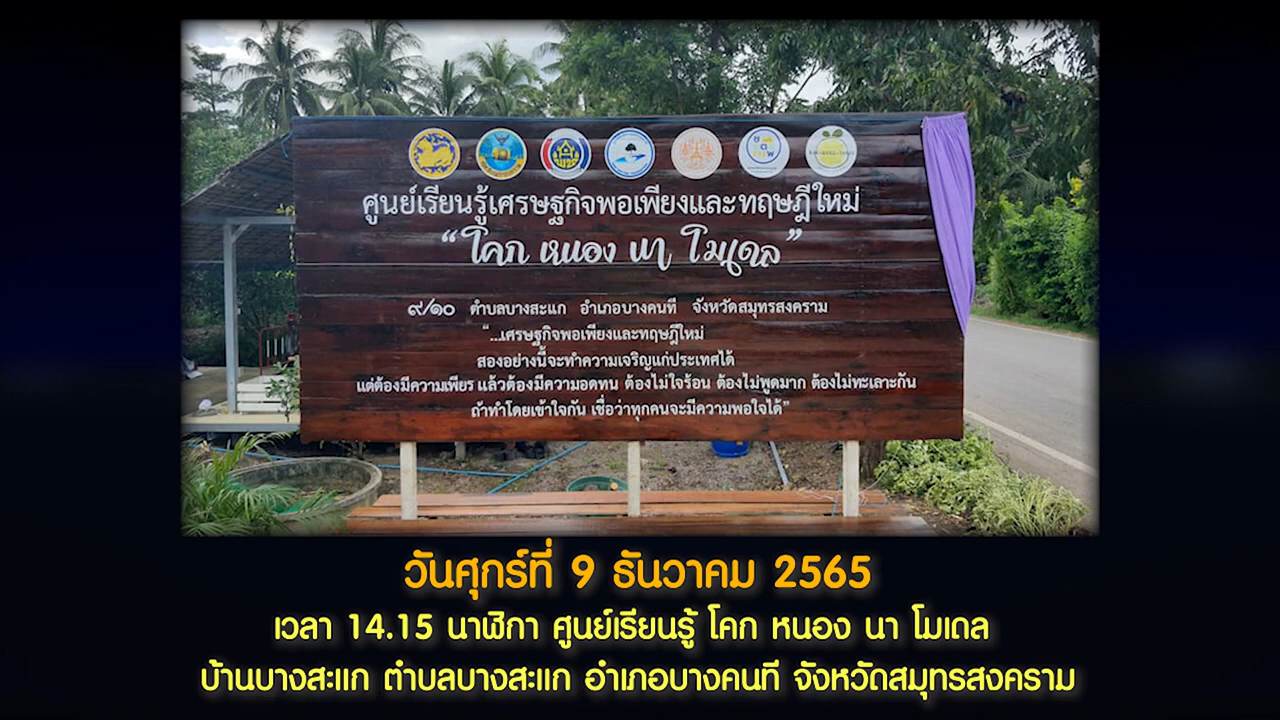 ศูนย์เรียนรู้เศรษฐกิจพอเพียงและทฤษฎีใหม่
“โคก หนอง นา โมเดล”
๙/๑๐ ตำบลบางสะแก อำเภอบางคนที จังหวัดสมุทรสงคราม
“...เศรษฐกิจพอเพียงและทฤษฎีใหม่
สองอย่างนี้จะทำความเจริญแก่ประเทศได้
แต่ต้องมีความเพียร แล้วต้องมีความอดทน ต้องไม่ใจร้อน ต้องไม่พูดมาก ต้องไม่ทะเลาะกัน
ถ้าทำโดยเข้าใจกัน เชื่อว่าทุกคนจะมีความพอใจได้”
วันศุกร์ที่ 9 ธันวาคม 2565
เวลา 14.15 นาฬิกา ศูนย์เรียนรู้ โคก หนอง นา โมเดล
บ้านบางสะแก ตำบลบางสะแก อำเภอบางคนที จังหวัดสมุทรสงคราม